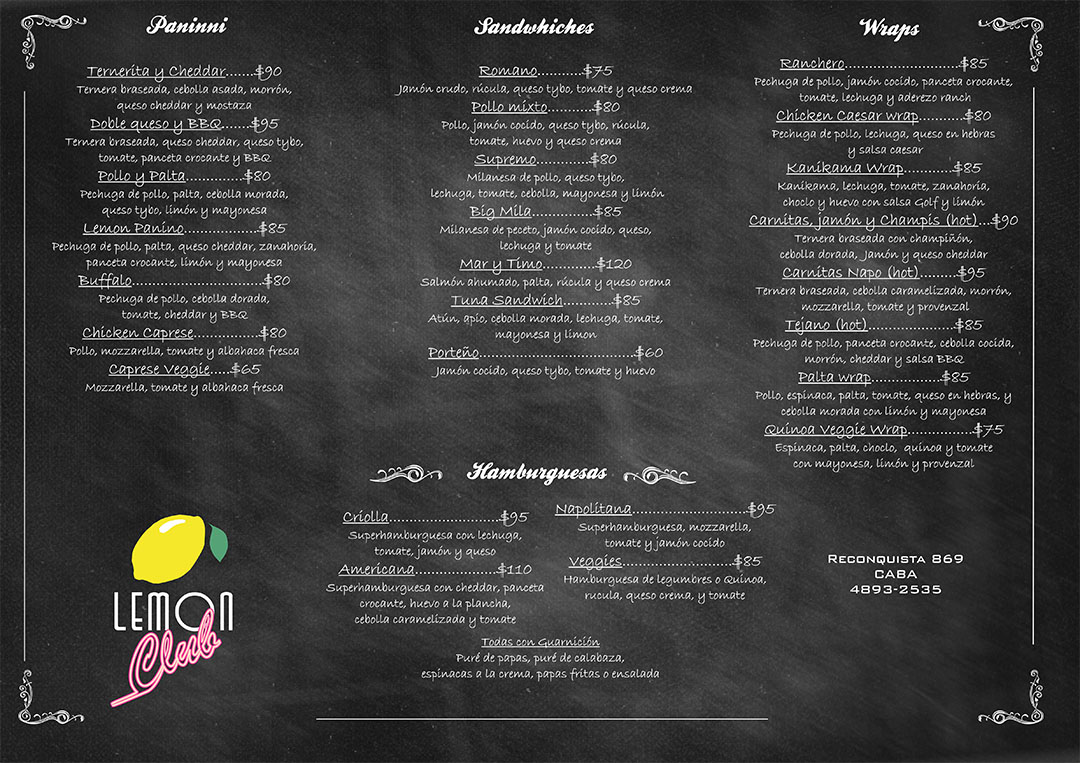 Paninni
Ternerita y Cheddar.......$90
Ternera braseada, cebolla asada, morrón,
queso cheddar y mostaza
Doble queso y BBQ.......$95
Ternera braseada, queso cheddar, queso tybo,
tomate, panceta crocante y BBQ
Pollo y Palta..............$80
Pechuga de pollo, palta, cebolla morada,
queso tybo, limón y mayonesa
Lemon Panino..................$85
Pechuga de pollo, palta, queso cheddar, zanahoria,
panceta crocante, limón y mayonesa
Buffalo...............................$80
Pechuga de pollo, cebolla dorada,
tomate, cheddar y BBQ
Chicken Caprese................$80
Pollo, mozzarella, tomate y albahaca fresca
Caprese Veggie.....$65
Mozzarella, tomate y albahaca fresca
Sandwhiches
Romano...........$75
Jamón crudo, rúcula, queso tybo, tomate y queso crema
Pollo mixto...........$80
Pollo, jamón cocido, queso tybo, rúcula,
tomate, huevo y queso crema
Supremo.............$80
Milanesa de pollo, queso tybo,
lechuga, tomate, cebolla, mayonesa y limón
Big Mila...............$85
Milanesa de peceto, jamón cocido, queso,
lechuga y tomate
Mar y Timo.............$120
Salmón ahumado, palta, rúcula y queso crema
Tuna Sandwich............$85
Atún, apio, cebolla morada, lechuga, tomate,
mayonesa y limon
Porteño.....................................$60
Jamón cocido, queso tybo, tomate y huevo
Wraps
Ranchero............................$85
Pechuga de pollo, jamón cocido, panceta crocante,
tomate, lechuga y aderezo ranch
Chicken Caesar wrap...........$80
Pechuga de pollo, lechuga, queso en hebras
y salsa caesar
Kanikama Wrap............$85
Kanikama, lechuga, tomate, zanahoria,
choclo y huevo con salsa Golf y limón
Carnitas, jamón y Champis (hot)...$90
Ternera braseada con champiñón,
cebolla dorada, Jamón y queso cheddar
Carnitas Napo (hot).........$95
Ternera braseada, cebolla caramelizada, morrón,
mozzarella, tomate y provenzal
Tejano (hot).....................$85
Pechuga de pollo, panceta crocante, cebolla cocida,
morrón, cheddar y salsa BBQ
Palta wrap.................$85
Pollo, espinaca, palta, tomate, queso en hebras, y
cebolla morada con limón y mayonesa
Quinoa Veggie Wrap................$75
Espinaca, palta, choclo, quinoa y tomate
con mayonesa, limón y provenzal
Hamburguesas
Criolla...........................$95
Superhamburguesa con lechuga,
tomate, jamón y queso
Americana....................$110
Superhamburguesa con cheddar, panceta
crocante, huevo a la plancha,
cebolla caramelizada y tomate
Napolitana............................$95
Superhamburguesa, mozzarella,
tomate y jamón cocido
Veggies...........................$85
Hamburguesa de legumbres o Quinoa,
rucula, queso crema, y tomate
Todas con Guarnición
Puré de papas, puré de calabaza,
espinacas a la crema, papas fritas o ensalada
LEMON
Club
RECONQUISTA 869
CABA
4893-2535